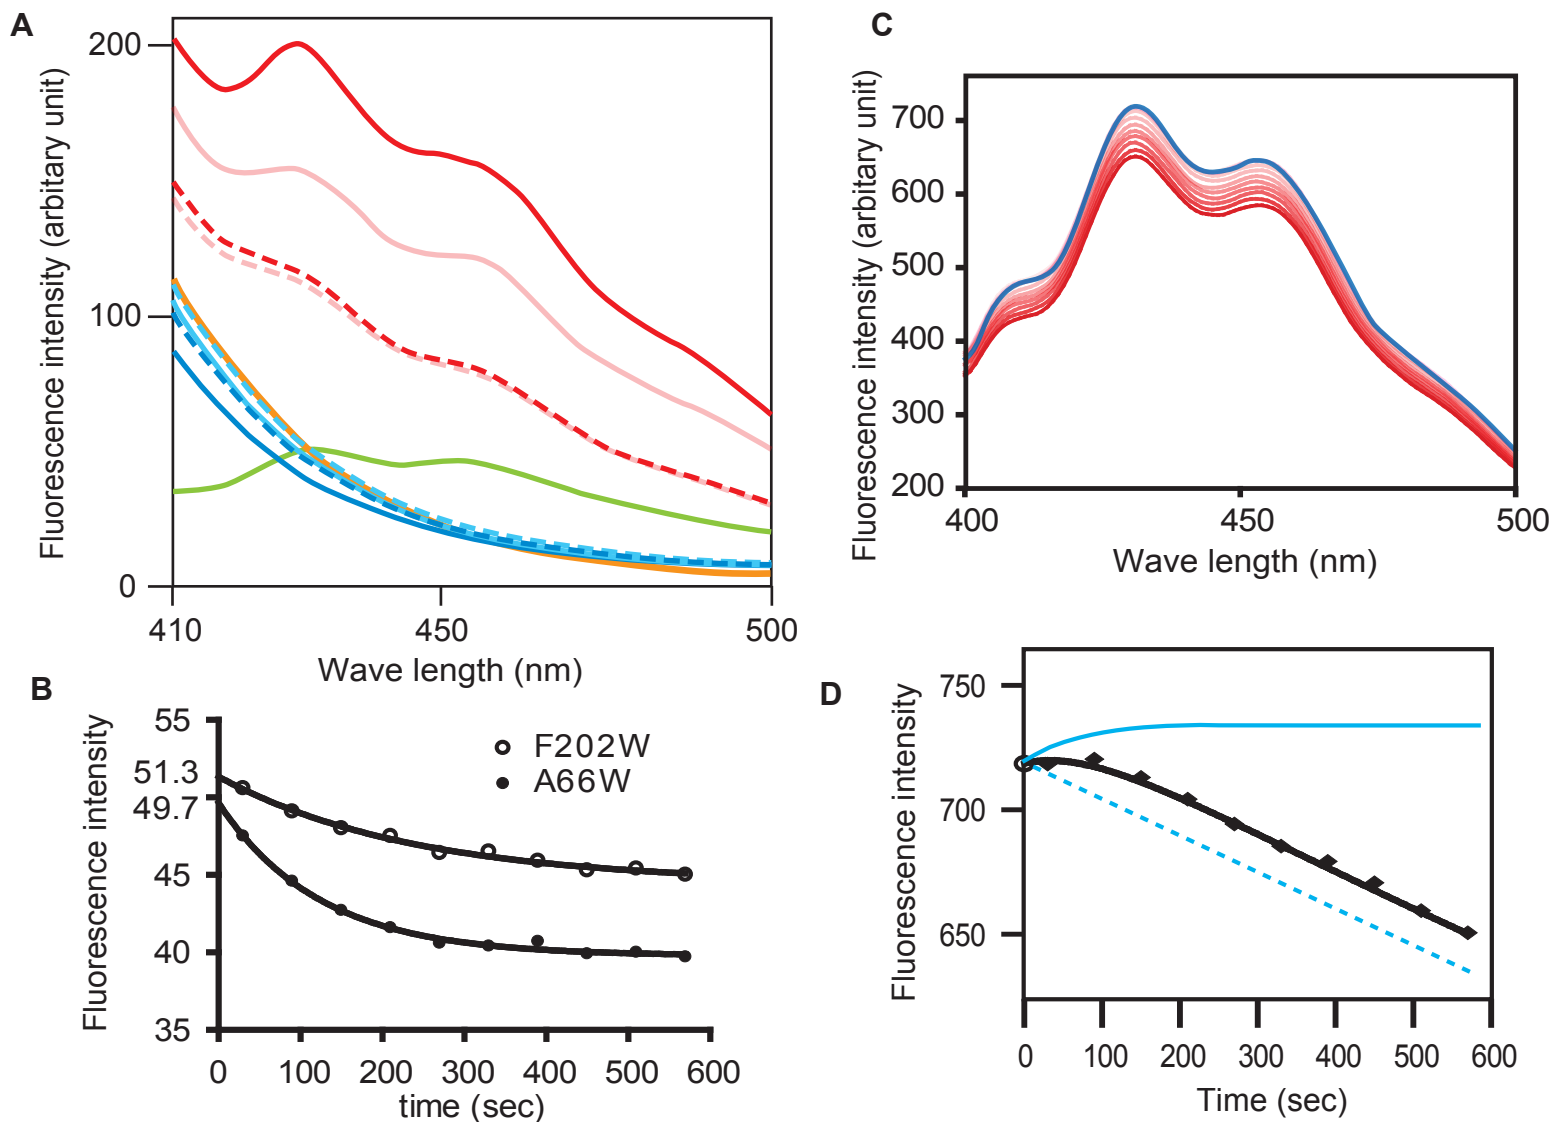 A
Fluorescence intensity (arbitary unit)
200
100
0
410
450
500
Wave length (nm)
C
Fluorescence intensity (arbitary unit)
700
600
500
400
300
200
400
450
500
Wave length (nm)
B
Fluorescence intensity
55
51.3
49.7
45
40
35
F202W
A66W
0
100
200
300
400
500
600
time (sec)
D
Fluorescence intensity
750
700
650
0
100
200
300
400
500
600
Time (sec)